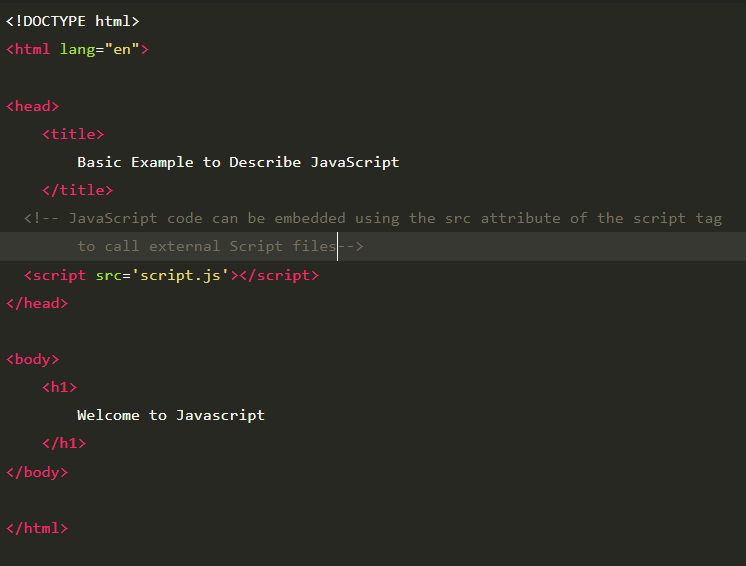 <!DOCTYPE html>
<html lang="en">
<head>
<title>
Basic Example to Describe JavaScript
</title>
<!-- JavaScript code can be embedded using the src attribute of the script tag
to call external Script files-->
<script src='script.js'></script>
</head>
<body>
<h1>
Welcome to Javascript
</h1>
</body>
</html>